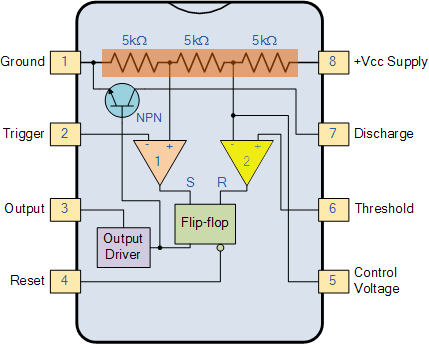 5kΩ 5kΩ 5kΩ
Ground 1 8 +Vcc Supply
NPN
Trigger 2 - + - + 7 Discharge
1 2
S R
Output 3 Flip-flop 6 Threshold
Output
Driver
Reset 4 5 Control
Voltage